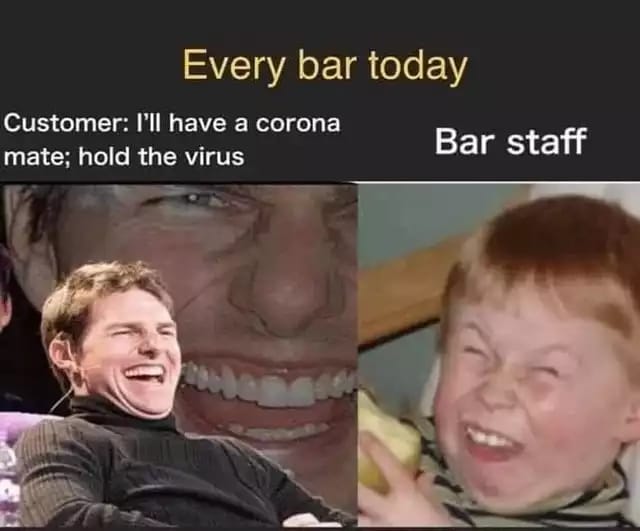 Every bar today
Customer: I'll have a corona
mate; hold the virus
Bar staff